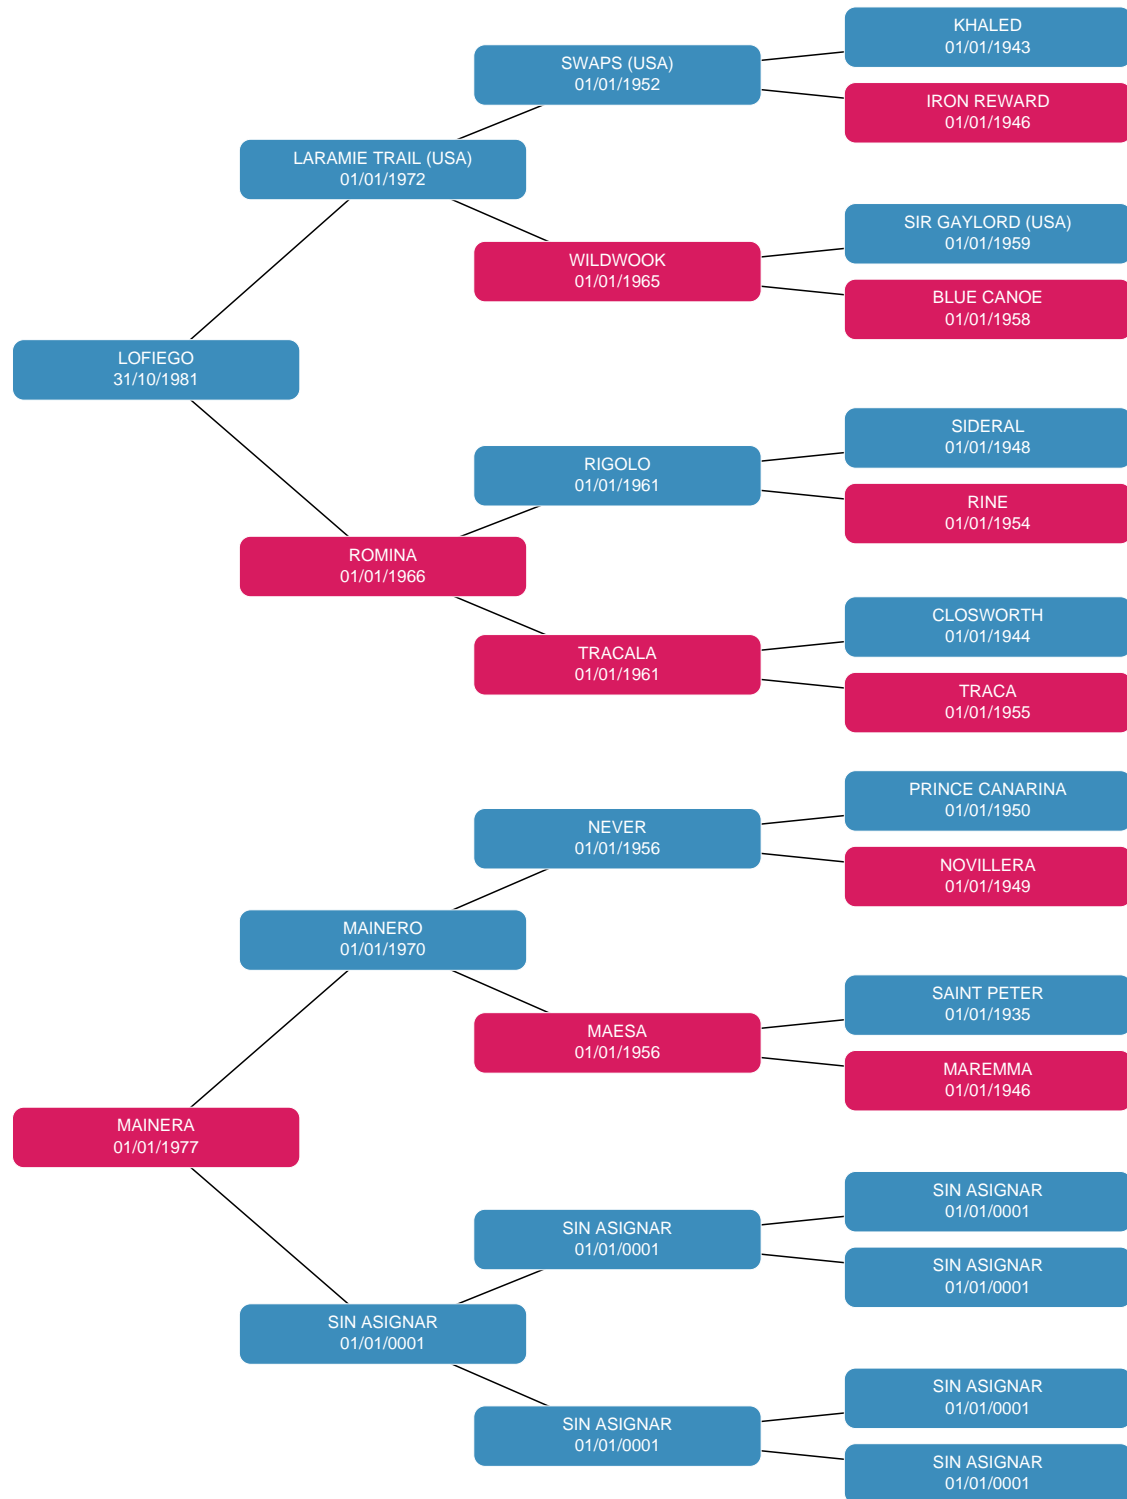 KHALED
01/01/1943
SWAPS (USA)
01/01/1952
IRON REWARD
01/01/1946
LARAMIE TRAIL (USA)
01/01/1972
SIR GAYLORD (USA)
01/01/1959
WILDWOOK
01/01/1965
BLUE CANOE
01/01/1958
LOFIEGO
31/10/1981
SIDERAL
01/01/1948
RIGOLO
01/01/1961
RINE
01/01/1954
ROMINA
01/01/1966
CLOSWORTH
01/01/1944
TRACALA
01/01/1961
TRACA
01/01/1955
PRINCE CANARINA
01/01/1950
NEVER
01/01/1956
NOVILLERA
01/01/1949
MAINERO
01/01/1970
SAINT PETER
01/01/1935
MAESA
01/01/1956
MAREMMA
01/01/1946
MAINERA
01/01/1977
SIN ASIGNAR
01/01/0001
SIN ASIGNAR
01/01/0001
SIN ASIGNAR
01/01/0001
SIN ASIGNAR
01/01/0001
SIN ASIGNAR
01/01/0001
SIN ASIGNAR
01/01/0001
SIN ASIGNAR
01/01/0001